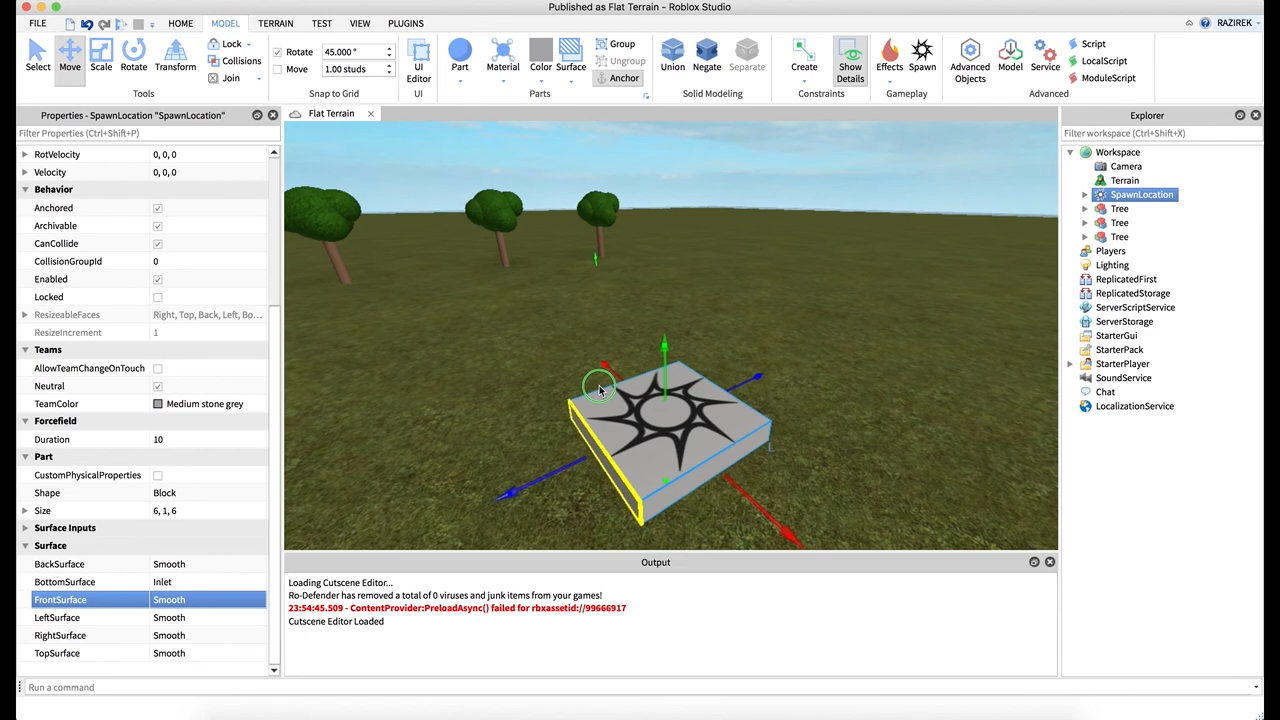 Published as Flat Terrain - Roblox Studio
FILE HOME MODEL TERRAIN TEST VIEW PLUGINS RAZIREK
Select Move Scale Rotate Transform
Lock
Collisions
Join
Tools
Rotate 45.000 °
Move 1.00 studs
Snap to Grid
UI Editor
UI
Part Material Color Surface
Group
Ungroup
Anchor
Parts
Union Negate Separate
Solid Modeling
Create Show Details
Constraints
Effects Spawn
Gameplay
Advanced Objects Model Service
Script
LocalScript
ModuleScript
Advanced
Properties - SpawnLocation "SpawnLocation"
Filter Properties (Ctrl+Shift+P)
RotVelocity 0, 0, 0
Velocity 0, 0, 0
Behavior
Anchored
Archivable
CanCollide
CollisionGroupId 0
Enabled
Locked
ResizeableFaces Right, Top, Back, Left, Bo...
ResizeIncrement 1
Teams
AllowTeamChangeOnTouch
Neutral
TeamColor Medium stone grey
Forcefield
Duration 10
Part
CustomPhysicalProperties
Shape Block
Size 6, 1, 6
Surface Inputs
Surface
BackSurface Smooth
BottomSurface Inlet
FrontSurface Smooth
LeftSurface Smooth
RightSurface Smooth
TopSurface Smooth
Flat Terrain
Output
Loading Cutscene Editor...
Ro-Defender has removed a total of 0 viruses and junk items from your games!
23:54:45.509 - ContentProvider:PreloadAsync() failed for rbxassetid://99666917
Cutscene Editor Loaded
Explorer
Filter workspace (Ctrl+Shift+X)
Workspace
Camera
Terrain
SpawnLocation
Tree
Tree
Tree
Players
Lighting
ReplicatedFirst
ReplicatedStorage
ServerScriptService
ServerStorage
StarterGui
StarterPack
StarterPlayer
SoundService
Chat
LocalizationService
Run a command